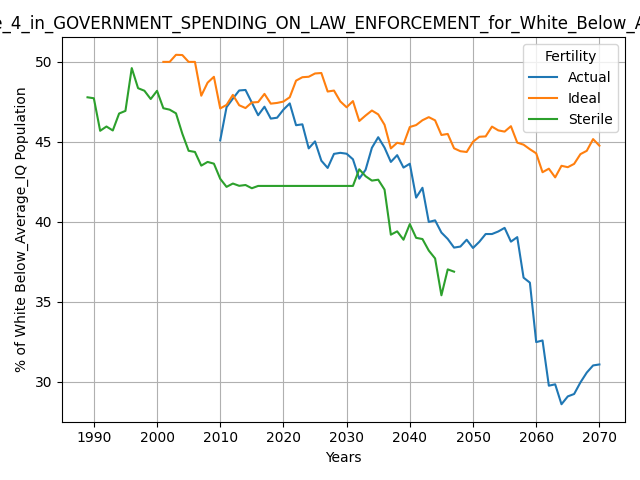 _4_in_GOVERNMENT_SPENDING_ON_LAW_ENFORCEMENT_for_White_Below_A
Fertility
Actual
Ideal
Sterile
% of White Below_Average_IQ Population
50
45
40
35
30
1990
2000
2010
2020
2030
2040
2050
2060
2070
Years